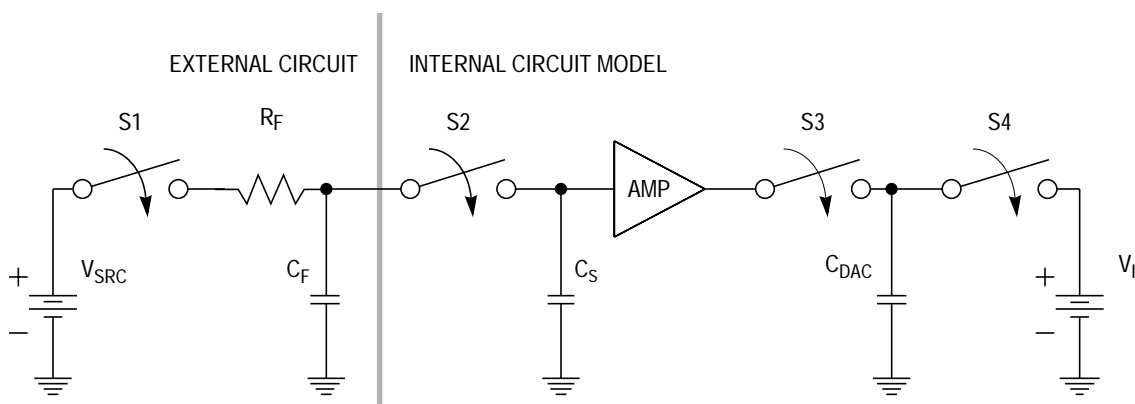 EXTERNAL CIRCUIT
INTERNAL CIRCUIT MODEL
S1
RF
S2
S3
S4
AMP
+
VSRC
−
CF
CS
CDAC
+
VI
−